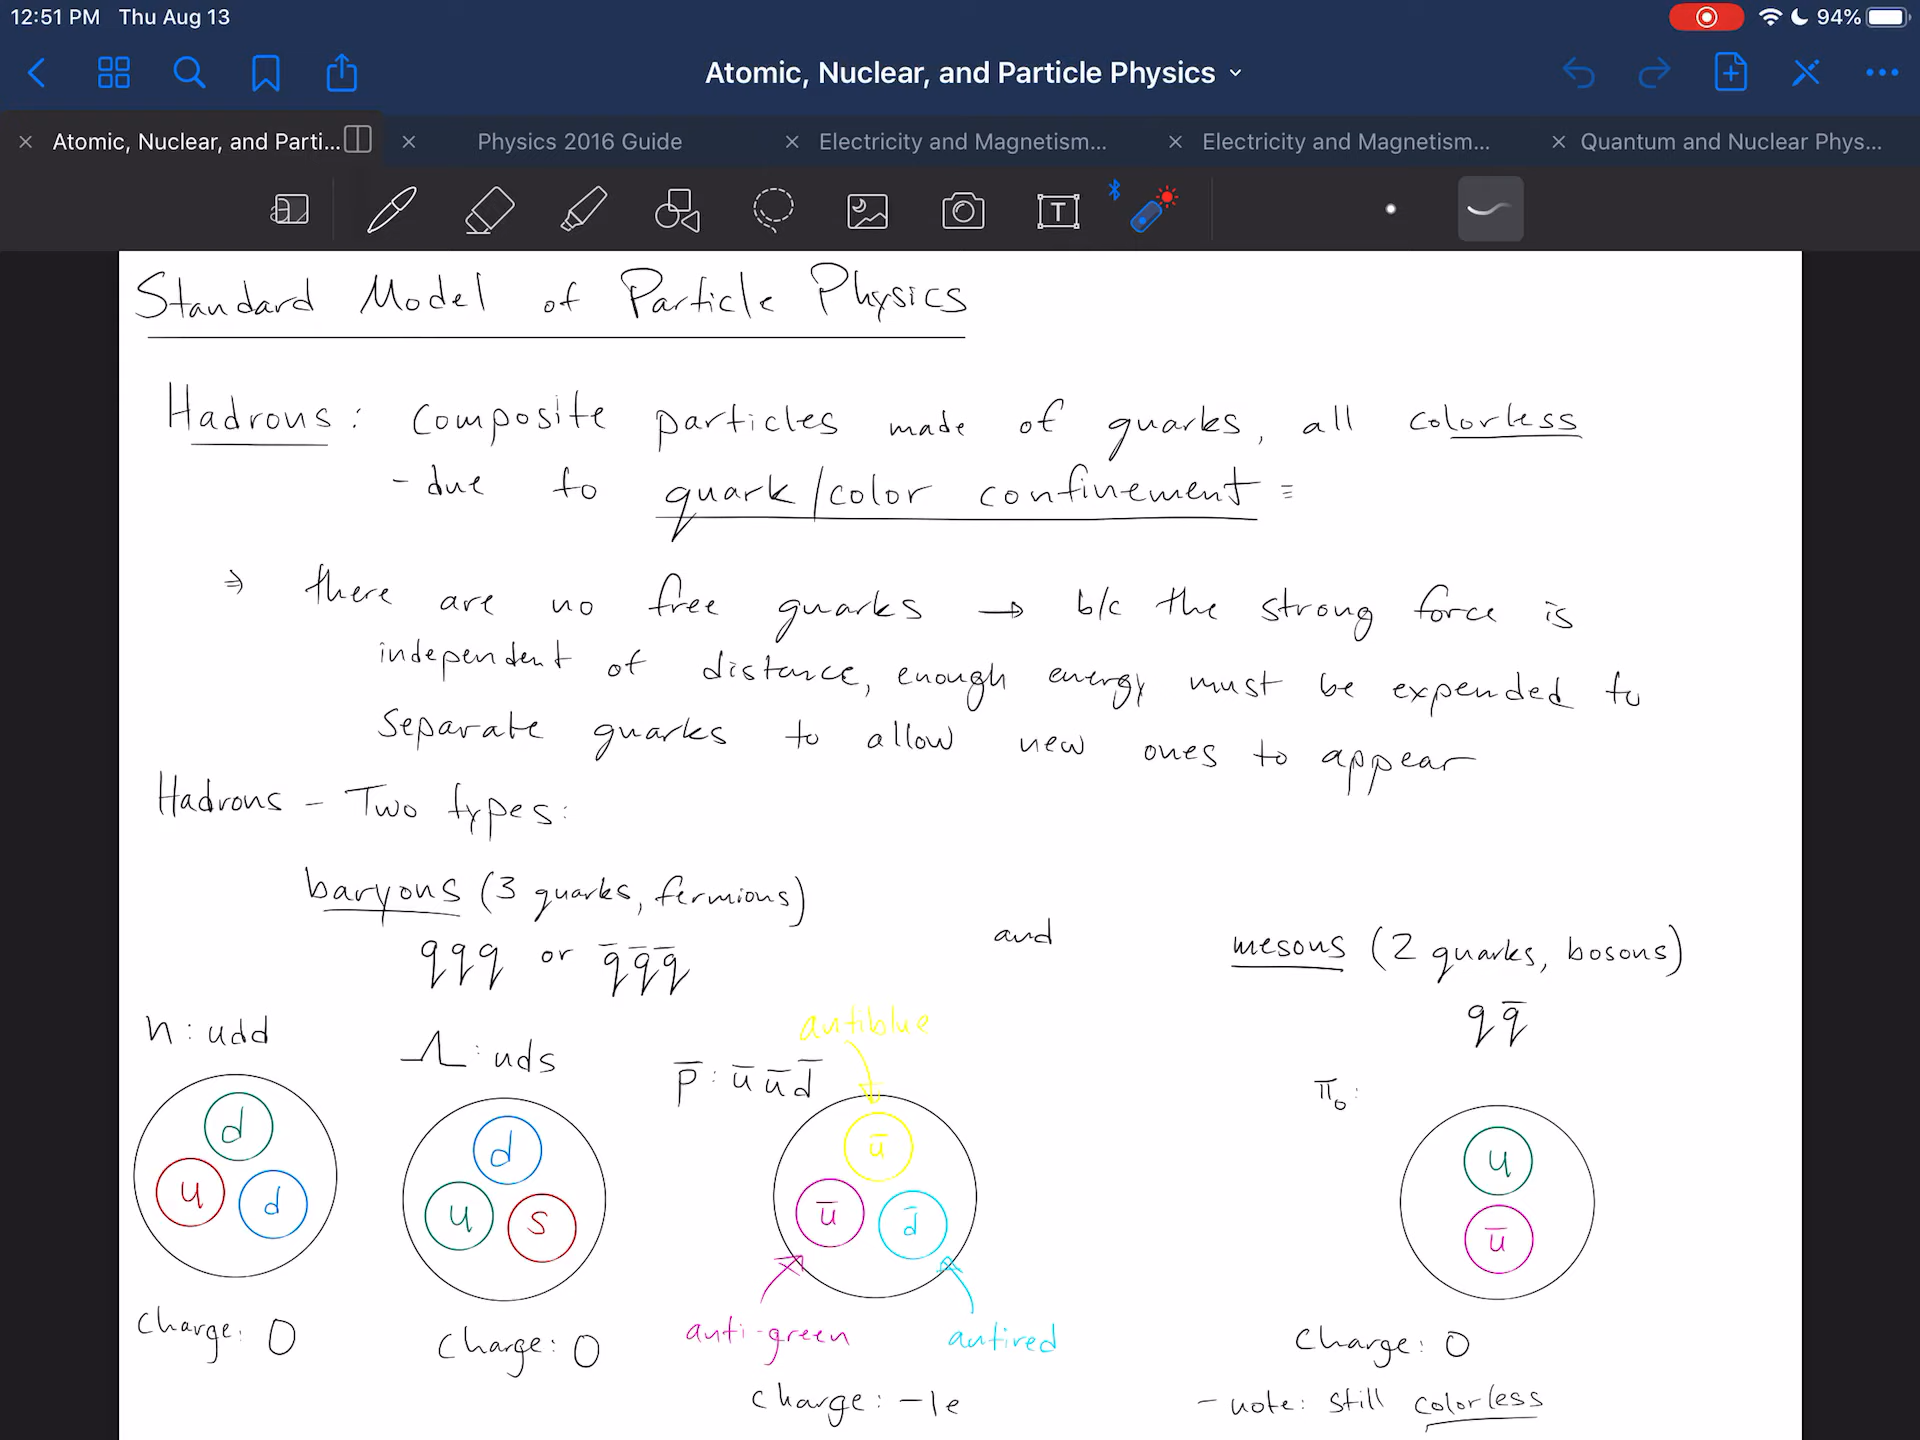 12:51 PM Thu Aug 13
94%
Atomic, Nuclear, and Particle Physics
Atomic, Nuclear, and Parti...
Physics 2016 Guide
Electricity and Magnetism...
Electricity and Magnetism...
Quantum and Nuclear Phys...
a
T
Standard Model of Particle Physics
Hadrons: composite particles made of quarks, all colorless
- due to quark/color confinement ≡
⇒ there are no free quarks → b/c the strong force is
independent of distance, enough energy must be expended to
separate quarks to allow new ones to appear
Hadrons - Two types:
baryons (3 quarks, fermions)
and
mesons (2 quarks, bosons)
qqq or q̅q̅q̅
qq̅
n: udd
Λ: uds
p̅: u̅u̅d̅
antiblue
π₀:
d
u
d
d
u
s
u̅
u̅
d̅
u
u̅
anti-green
antired
charge: 0
charge: 0
charge: -1e
charge: 0
- note: still colorless